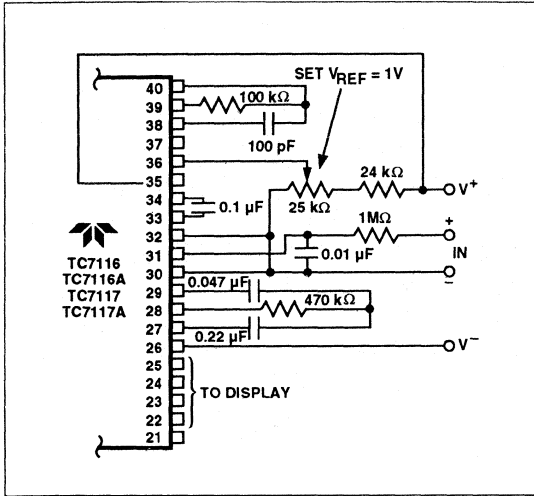 SET VREF = 1V
40
39
100 kΩ
38
100 pF
37
36
24 kΩ
V+
35
25 kΩ
34
0.1 µF
33
1MΩ
+
32
IN
31
0.01 µF
30
–
TC7116
TC7116A
TC7117
TC7117A
0.047 µF
29
470 kΩ
28
27
0.22 µF
26
V–
25
24
TO DISPLAY
23
22
21